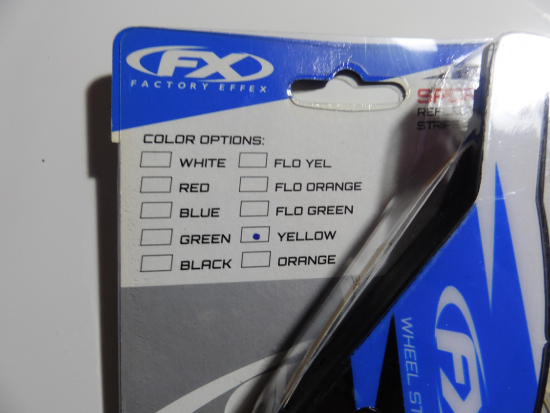 FX
FACTORY EFFEX
COLOR OPTIONS:
WHITE FLO YEL
RED FLO ORANGE
BLUE FLO GREEN
GREEN YELLOW
BLACK ORANGE
FX
WHEEL